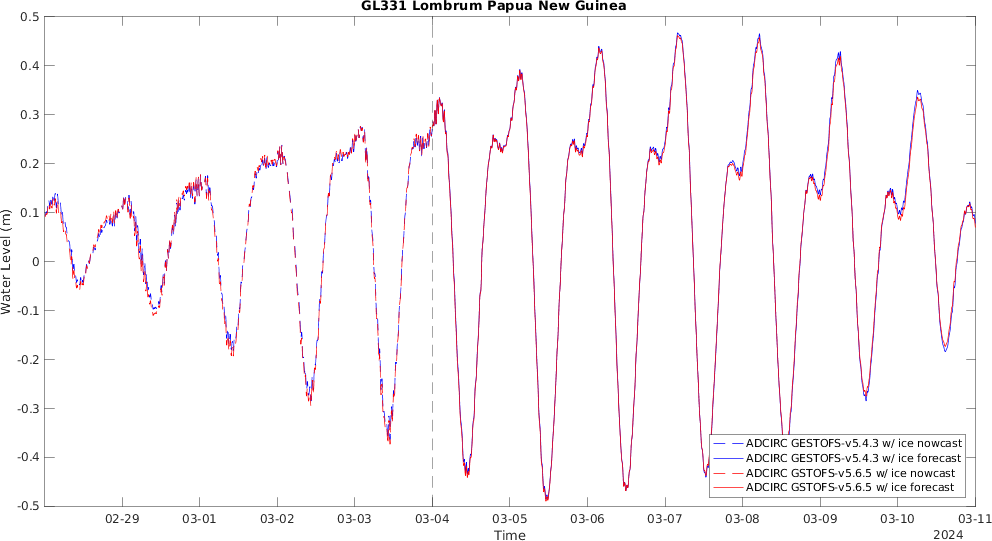 GL331 Lombrum Papua New Guinea
0.5
0.4
0.3
0.2
0.1
0
-0.1
-0.2
-0.3
-0.4
-0.5
Water Level (m)
ADCIRC GESTOFS-v5.4.3 w/ ice nowcast
ADCIRC GESTOFS-v5.4.3 w/ ice forecast
ADCIRC GSTOFS-v5.6.5 w/ ice nowcast
ADCIRC GSTOFS-v5.6.5 w/ ice forecast
02-29 03-01 03-02 03-03 03-04 03-05 03-06 03-07 03-08 03-09 03-10 03-11
Time
2024